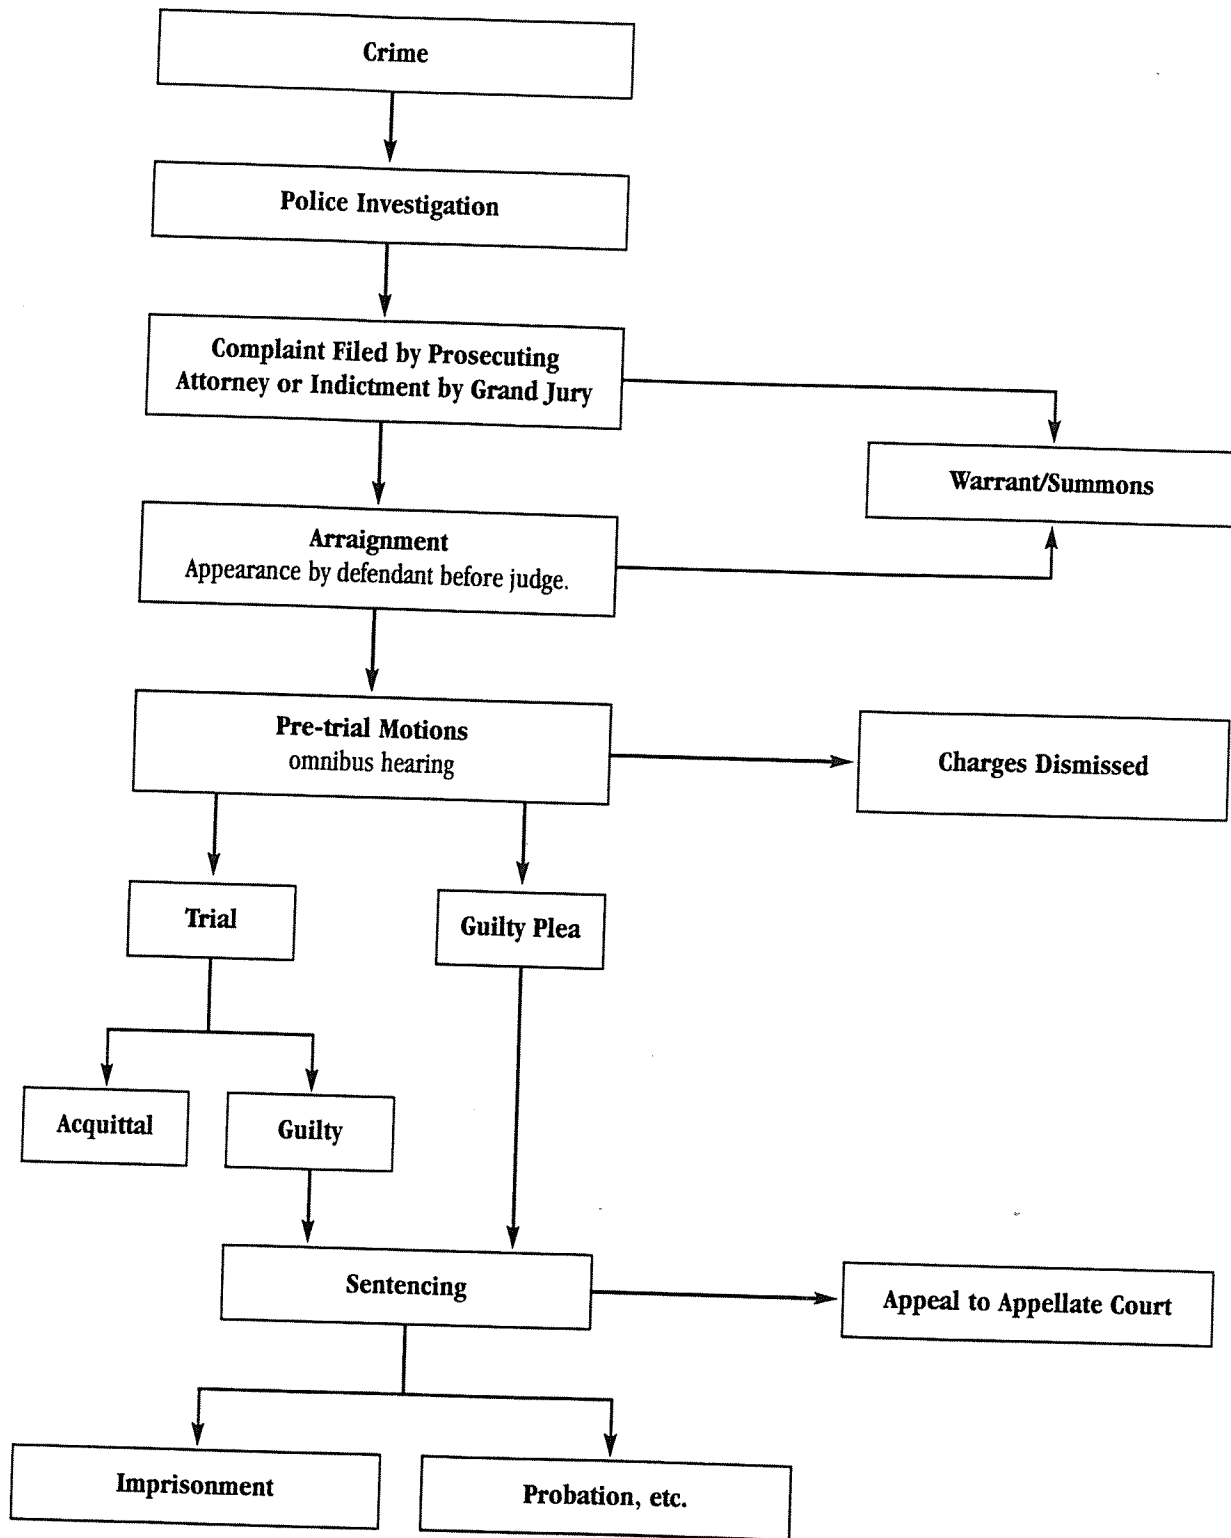 Crime
Police Investigation
Complaint Filed by Prosecuting
Attorney or Indictment by Grand Jury
Warrant/Summons
Arraignment
Appearance by defendant before judge.
Pre-trial Motions
omnibus hearing
Charges Dismissed
Trial
Guilty Plea
Acquittal
Guilty
Sentencing
Appeal to Appellate Court
Imprisonment
Probation, etc.